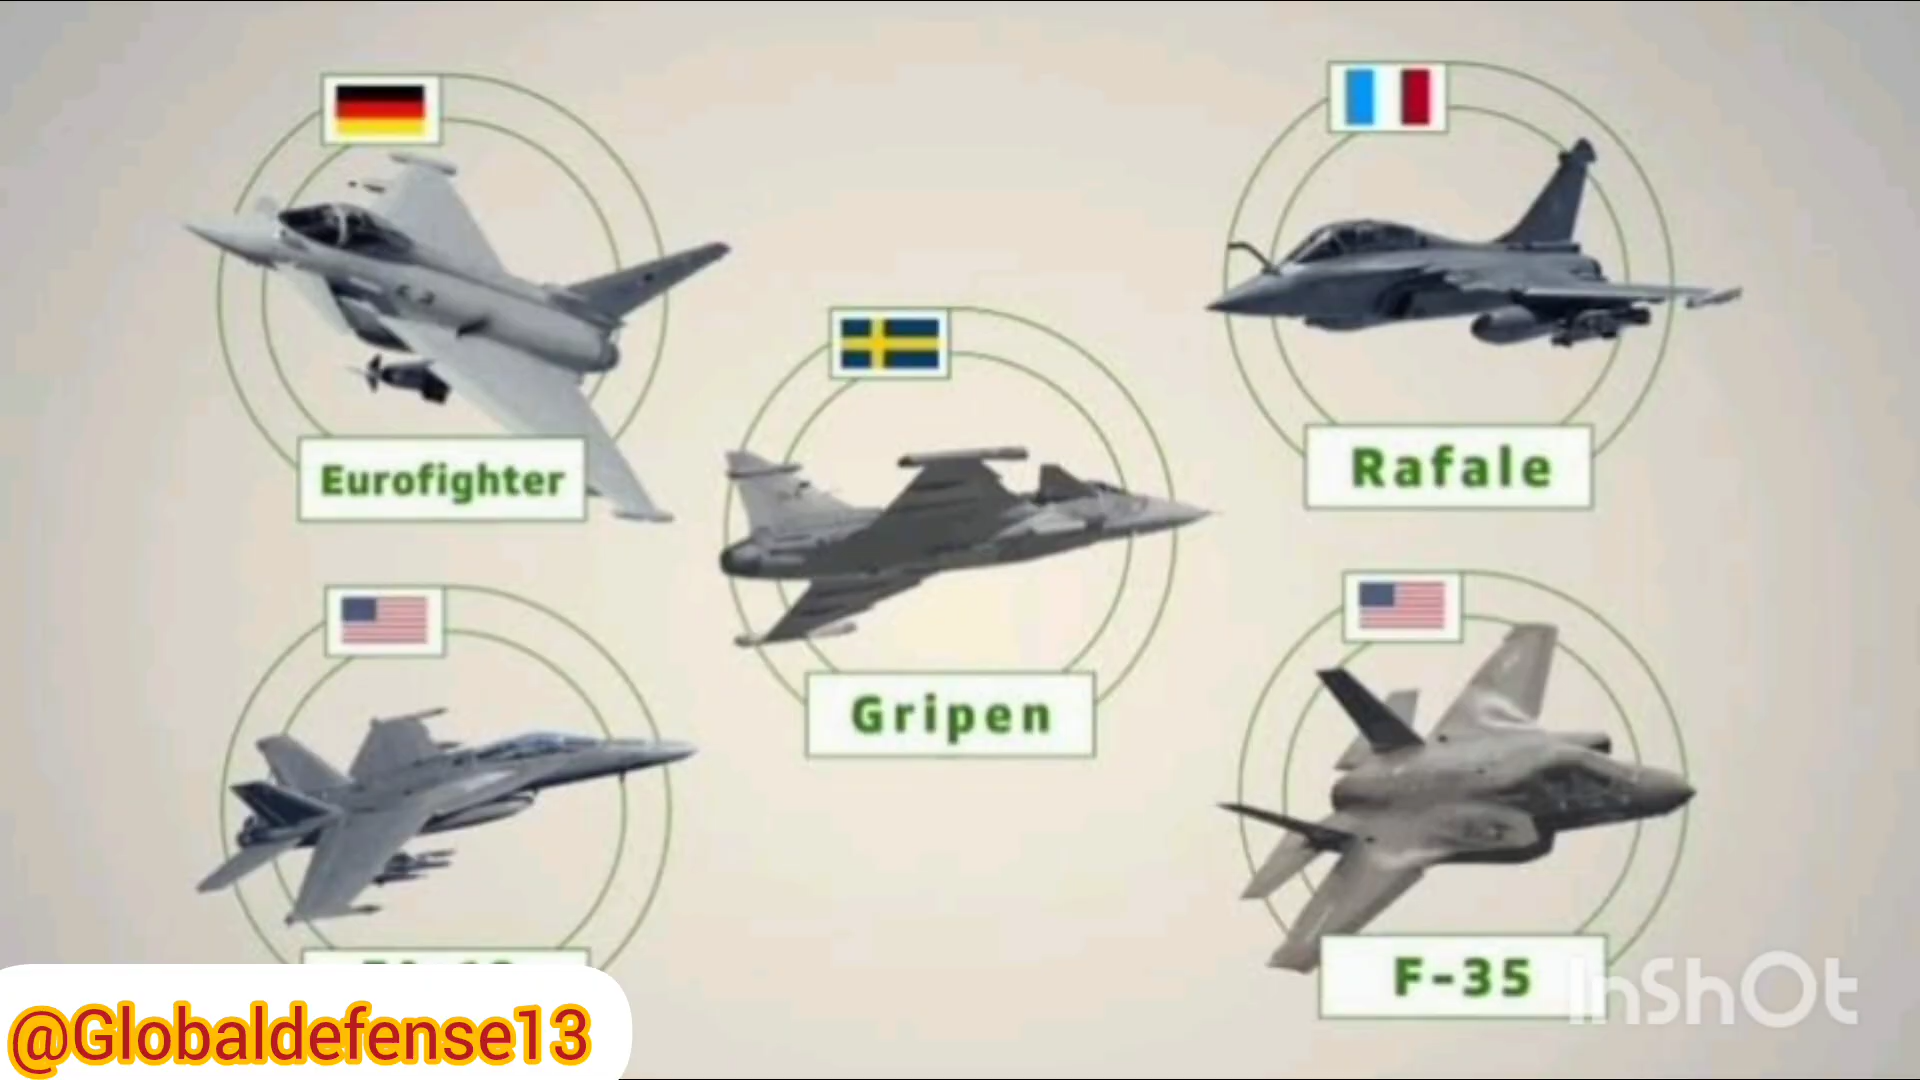 Eurofighter
Rafale
Gripen
F-35
InShOt
@Globaldefense13